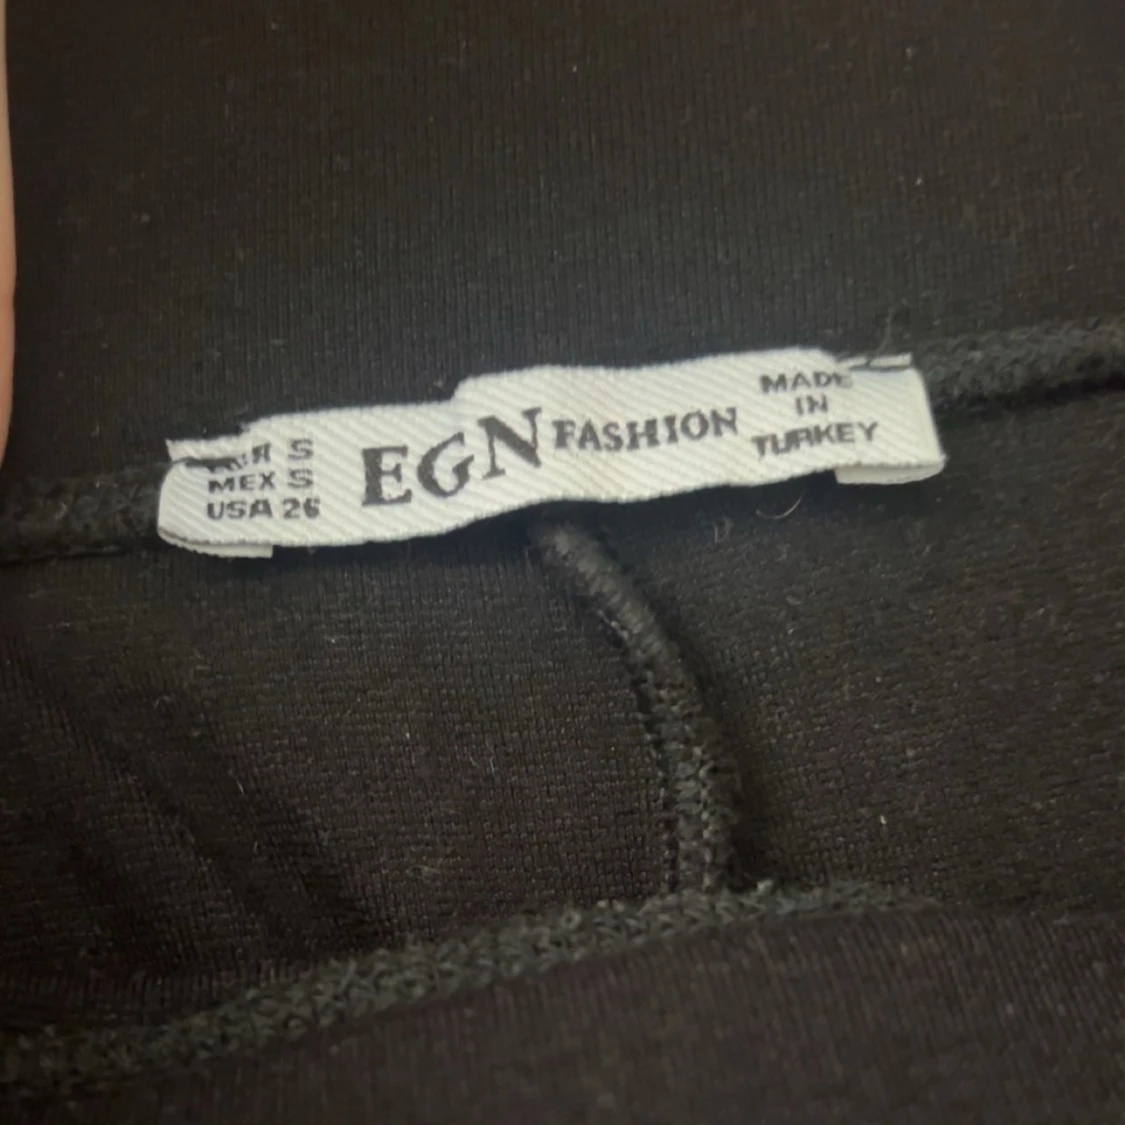 S
MEX S
USA 26
EGN FASHION
MADE
IN
TURKEY